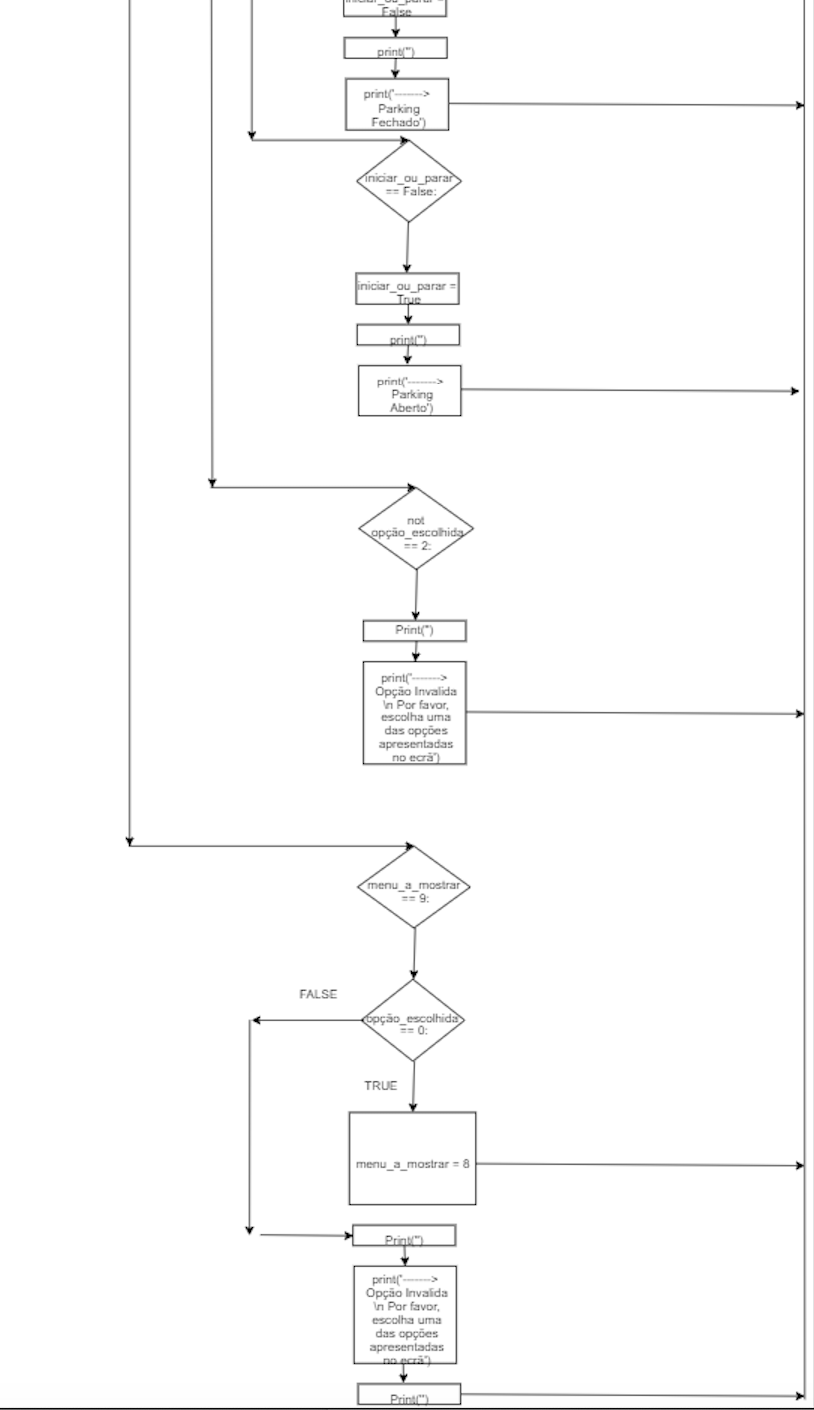 iniciar_ou_parar =
False
print('')
print('-------->
Parking
Fechado')
iniciar_ou_parar
== False:
iniciar_ou_parar =
True
print('')
print('-------->
Parking
Aberto')
not
opção_escolhida
== 2:
Print('')
print('-------->
Opção Invalida
\n Por favor,
escolha uma
das opções
apresentadas
no ecrã')
menu_a_mostrar
== 9:
FALSE
opção_escolhida
== 0:
TRUE
menu_a_mostrar = 8
Print('')
print('-------->
Opção Invalida
\n Por favor,
escolha uma
das opções
apresentadas
no ecrã')
Print('')